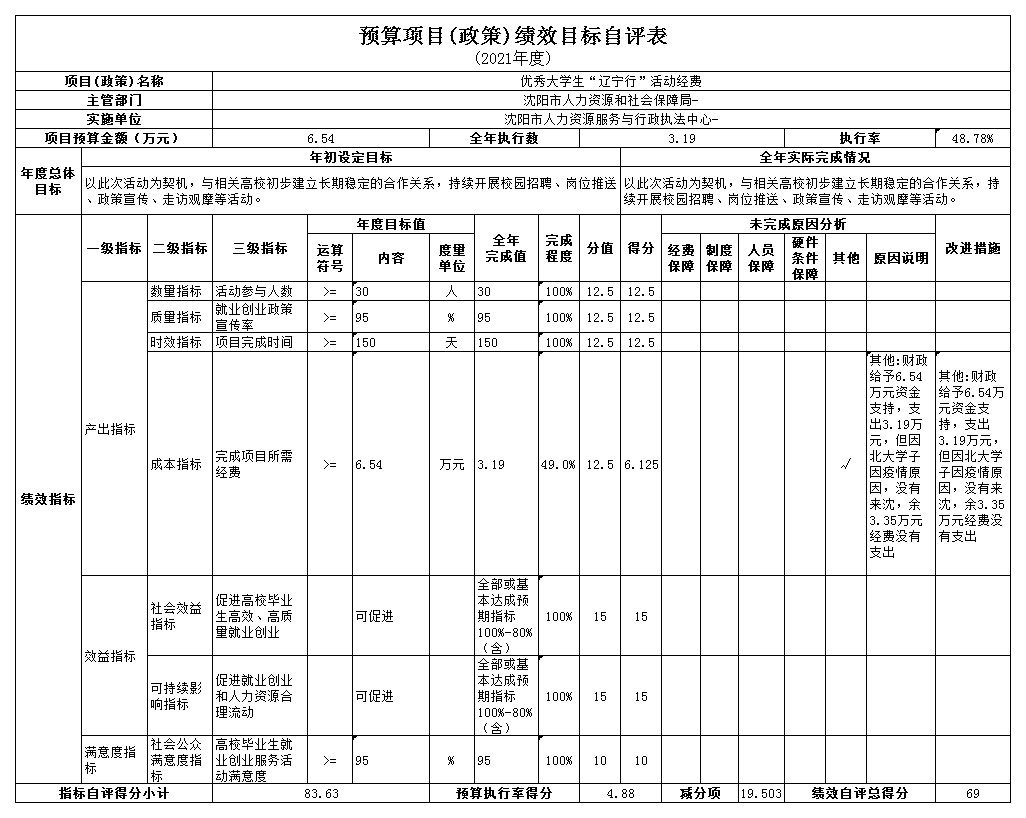 预算项目(政策)绩效目标自评表
(2021年度)
项目(政策)名称 优秀大学生“辽宁行”活动经费
主管部门 沈阳市人力资源和社会保障局-
实施单位 沈阳市人力资源服务与行政执法中心-
项目预算金额(万元) 6.54 全年执行数 3.19 执行率 48.78%
年度总体
目标
年初设定目标 全年实际完成情况
以此次活动为契机，与相关高校初步建立长期稳定的合作关系，持续开展校园招聘、岗位推送
、政策宣传、走访观摩等活动。
以此次活动为契机，与相关高校初步建立长期稳定的合作关系，持
续开展校园招聘、岗位推送、政策宣传、走访观摩等活动。
绩效指标
一级指标 二级指标 三级指标
年度目标值
运算
符号
内容
度量
单位
全年
完成值
完成
程度
分值 得分
未完成原因分析
经费
保障
制度
保障
人员
保障
硬件
条件
保障
其他 原因说明
改进措施
产出指标
数量指标 活动参与人数 >= 30 人 30 100% 12.5 12.5
质量指标
就业创业政策
宣传率
>= 95 % 95 100% 12.5 12.5
时效指标 项目完成时间 >= 150 天 150 100% 12.5 12.5
成本指标
完成项目所需
经费
>= 6.54 万元 3.19 49.0% 12.5 6.125 √
其他:财政
给予6.54
万元资金
支持，支
出3.19万
元，但因
北大学子
因疫情原
因，没有
来沈，余
3.35万元
经费没有
支出
其他:财政
给予6.54万
元资金支
持，支出
3.19万元，
但因北大学
子因疫情原
因，没有来
沈，余3.35
万元经费没
有支出
效益指标
社会效益
指标
促进高校毕业
生高效、高质
量就业创业
可促进
全部或基
本达成预
期指标
100%-80%
（含）
100% 15 15
可持续影
响指标
促进就业创业
和人力资源合
理流动
可促进
全部或基
本达成预
期指标
100%-80%
（含）
100% 15 15
满意度指
标
社会公众
满意度指
标
高校毕业生就
业创业服务活
动满意度
>= 95 % 95 100% 10 10
指标自评得分小计 83.63 预算执行率得分 4.88 减分项 19.503 绩效自评总得分 69